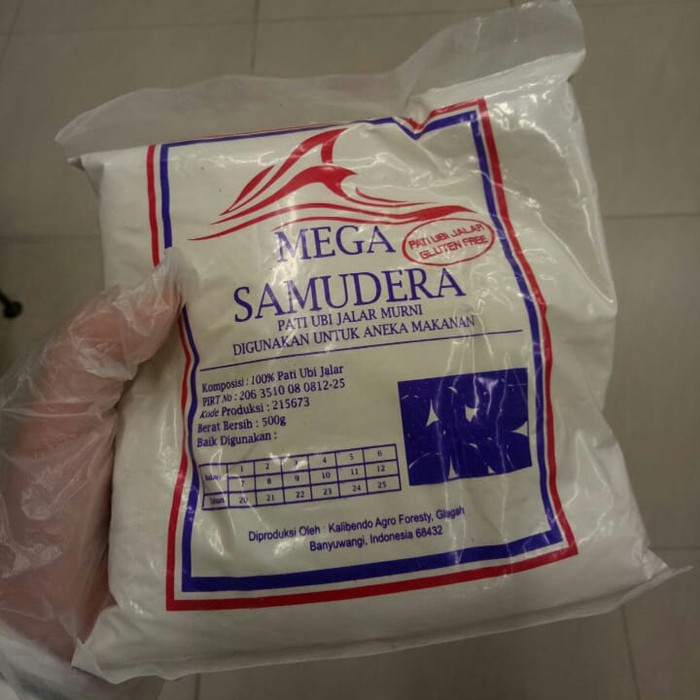 MEGA
SAMUDERA
PATI UBI JALAR
GLUTEN FREE
PATI UBI JALAR MURNI
DIGUNAKAN UNTUK ANEKA MAKANAN
Komposisi : 100% Pati Ubi Jalar
PIRT No : 206 3510 08 0812-25
Kode Produksi : 215673
Berat Bersih : 500g
Baik Digunakan :
Bulan 1 2 3 4 5 6
7 8 9 10 11 12
Tahun 20 21 22 23 24 25
Diproduksi Oleh : Kalibendo Agro Foresty, Glagah
Banyuwangi, Indonesia 68432